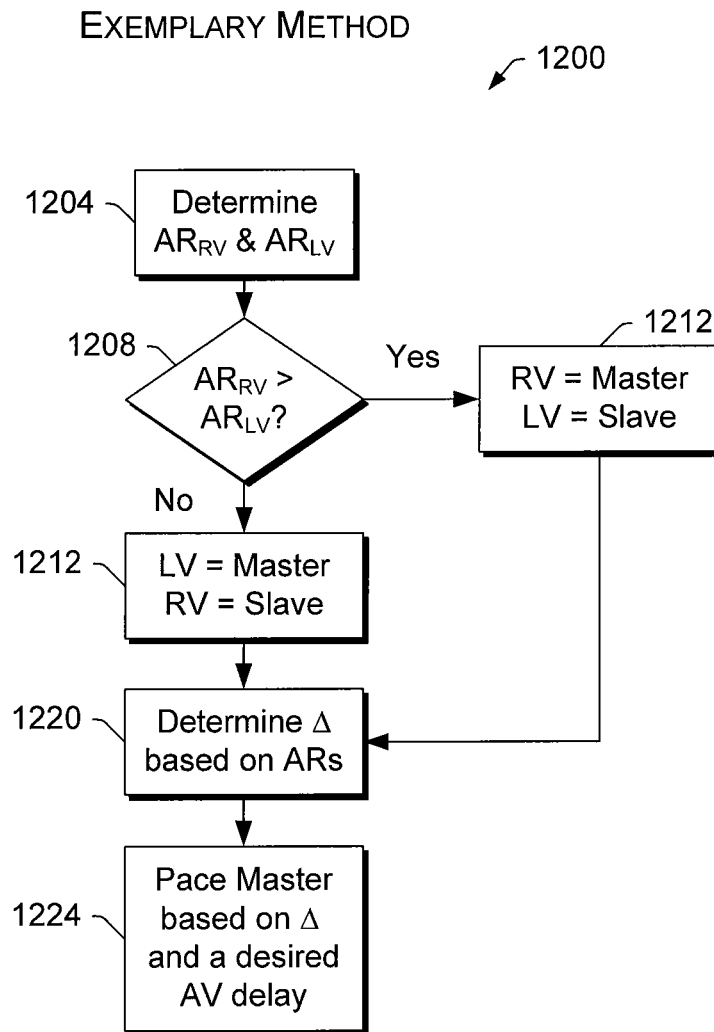 EXEMPLARY METHOD
1200
1204
Determine
AR_RV & AR_LV
1208
AR_RV >
AR_LV?
Yes
1212
RV = Master
LV = Slave
No
1212
LV = Master
RV = Slave
1220
Determine Δ
based on ARs
1224
Pace Master
based on Δ
and a desired
AV delay